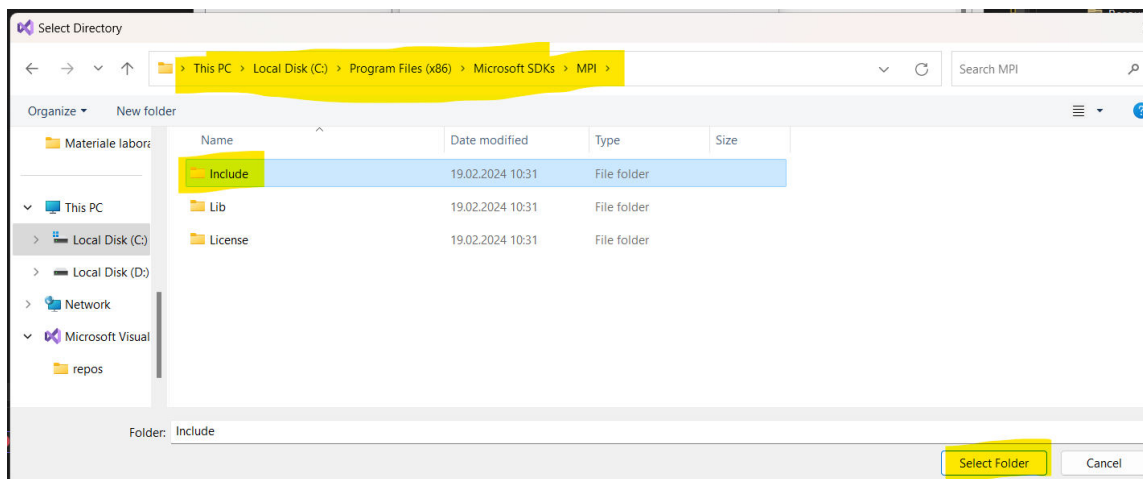 Select Directory
This PC > Local Disk (C:) > Program Files (x86) > Microsoft SDKs > MPI >
Search MPI
Organize
New folder
Name Date modified Type Size
Include 19.02.2024 10:31 File folder
Lib 19.02.2024 10:31 File folder
License 19.02.2024 10:31 File folder
Materiale labora
This PC
Local Disk (C:)
Local Disk (D:)
Network
Microsoft Visual
repos
Folder: Include
Select Folder
Cancel